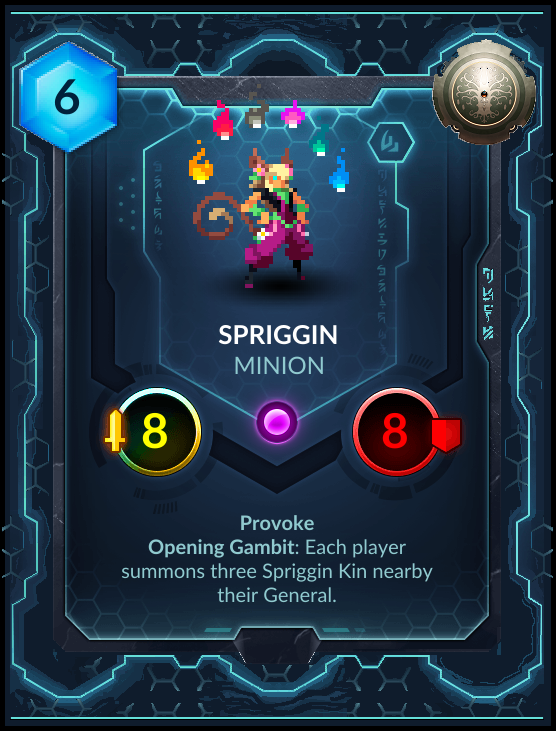 6
SPRIGGIN
MINION
8
8
Provoke
Opening Gambit: Each player
summons three Spriggin Kin nearby
their General.